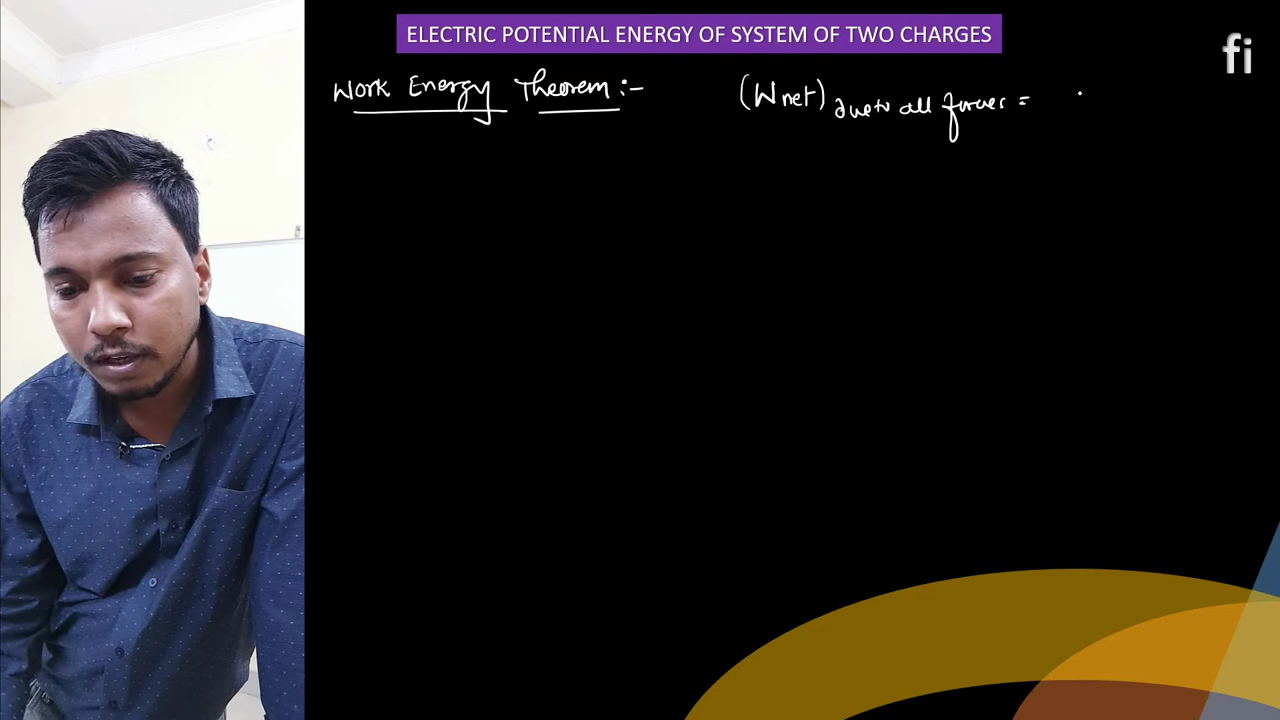 ELECTRIC POTENTIAL ENERGY OF SYSTEM OF TWO CHARGES
fi
Work Energy Theorem :- (Wnet) due to all forces =